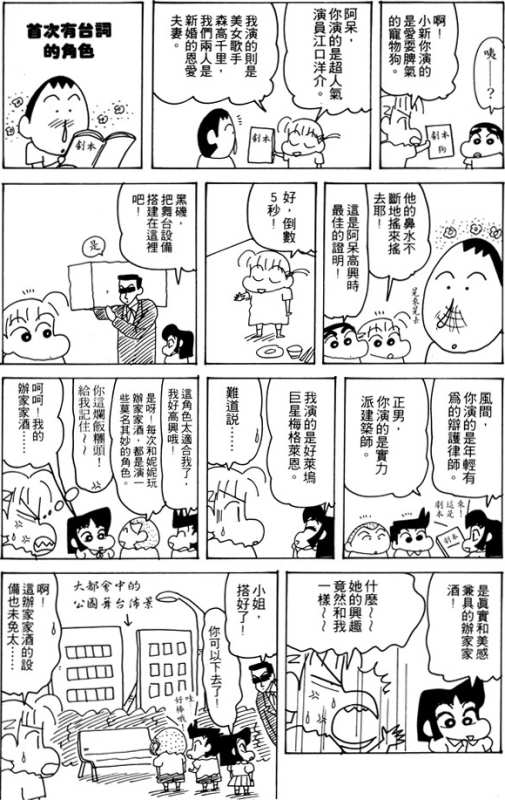 咦
——？
啊！
小新你演的
是愛耍脾氣
的寵物狗。
劇本
狗
阿呆，
你演的是超人氣
演員江口洋介。
我演的則是
美女歌手
森高千里，
我們兩人是
新婚的恩愛
夫妻。
劇本
首次有台詞
的角色
劇本
他的鼻水不
斷地搖來搖
去耶！
這是阿呆高興時
最佳的證明！
晃來晃去
好，倒數
5秒！
黑磯，
把舞台設備
搭建在這裡
吧！
是
風間，
你演的是年輕有
為的辯護律師。
正男，
你演的是實力
派建築師。
來！
這是
劇本
劇本
我演的是好萊塢
巨星梅格萊恩。
難道說……
這角色太適合我了，
我好高興哦！
是呀！每次和妮妮玩
辦家家酒，都是演一
些莫名其妙的角色。
你這爛飯糰頭！
給我記住～～
呵呵！我的
辦家家酒，
是真實和美感
兼具的辦家家
酒！
什麼～～
她的興趣
竟然和我
一樣～～
小姐，
搭好了！
你可以下去了！
哇！
好棒哦！
大都會中的
公園舞台佈景
啊！
這辦家家酒的設
備也未免太……